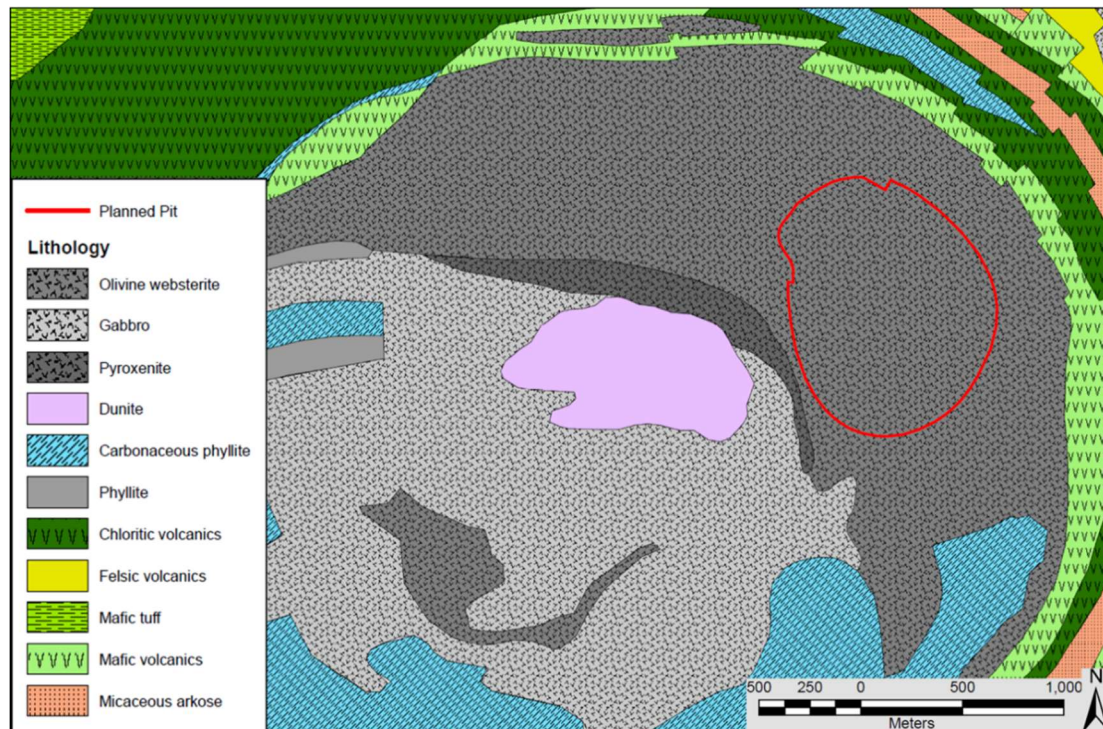 Planned Pit
Lithology
Olivine websterite
Gabbro
Pyroxenite
Dunite
Carbonaceous phyllite
Phyllite
Chloritic volcanics
Felsic volcanics
Mafic tuff
Mafic volcanics
Micaceous arkose
500 250 0 500 1,000
Meters
N